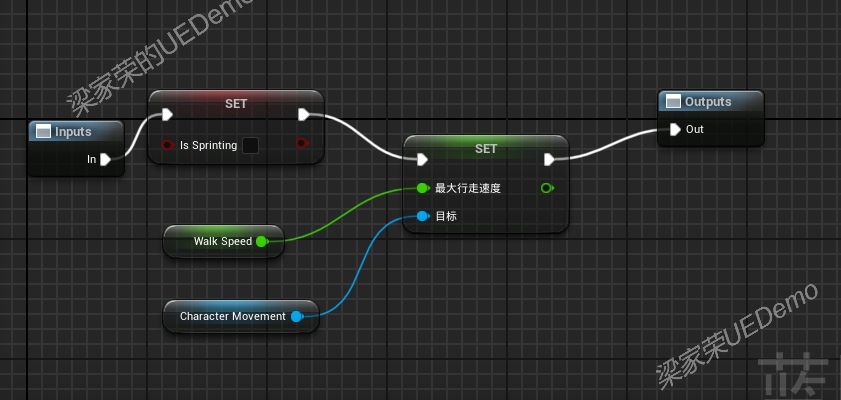 梁家荣的UEDemo
SET
Inputs
In
Is Sprinting
SET
最大行走速度
目标
Walk Speed
Character Movement
Outputs
Out
梁家荣UEDemo